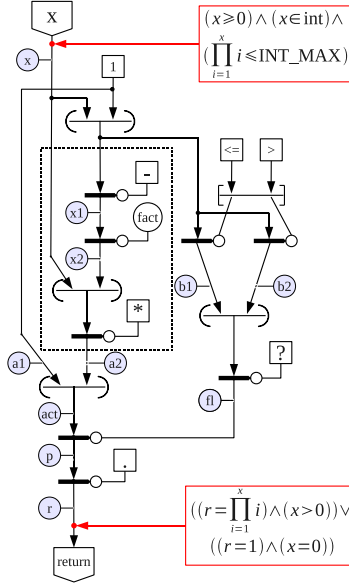 x
(x⩾0)∧(x∈int)∧
(∏_{i=1}^{x} i⩽INT_MAX)
x
1
<= >
-
x1
fact
x2
b1 b2
*
a1 a2
?
fl
act
p
.
r
((r=∏_{i=1}^{x} i)∧(x>0))∨
((r=1)∧(x=0))
return